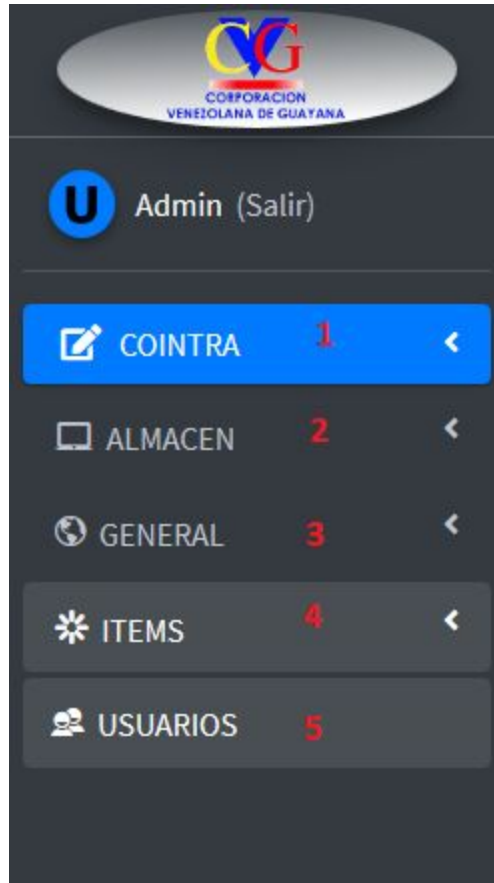 CVG
CORPORACION
VENEZOLANA DE GUAYANA
U Admin (Salir)
COINTRA 1
ALMACEN 2
GENERAL 3
ITEMS 4
USUARIOS 5